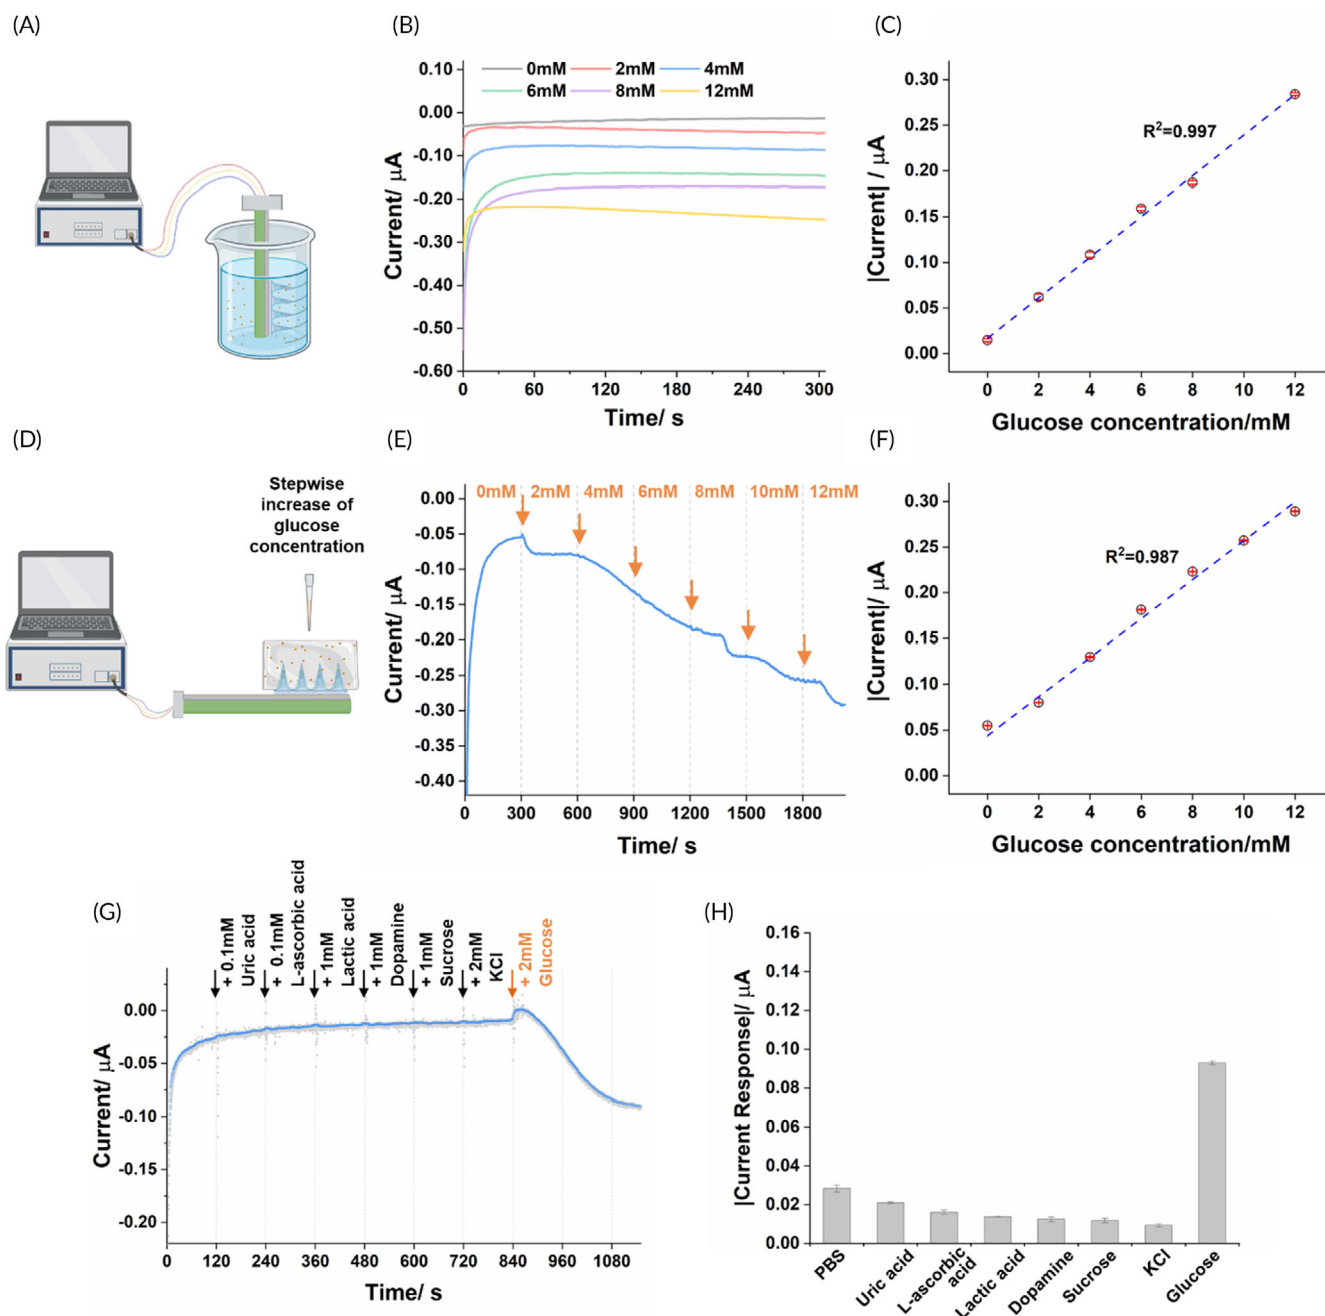 (A)
(B)
0.10
0.00
-0.10
-0.20
-0.30
-0.40
-0.50
-0.60
Current/ μA
0mM 2mM 4mM
6mM 8mM 12mM
0 60 120 180 240 300
Time/ s
(C)
0.30
0.25
0.20
0.15
0.10
0.05
0.00
|Current| / μA
R²=0.997
0 2 4 6 8 10 12
Glucose concentration/mM
(D)
Stepwise
increase of
glucose
concentration
(E)
0.00
-0.05
-0.10
-0.15
-0.20
-0.25
-0.30
-0.35
-0.40
Current/ μA
0mM 2mM 4mM 6mM 8mM 10mM 12mM
0 300 600 900 1200 1500 1800
Time/ s
(F)
0.30
0.25
0.20
0.15
0.10
0.05
0.00
|Current|/ μA
R²=0.987
0 2 4 6 8 10 12
Glucose concentration/mM
(G)
+ 0.1mM
Uric acid
+ 0.1mM
L-ascorbic acid
+ 1mM
Lactic acid
+ 1mM
Dopamine
+ 1mM
Sucrose
+ 2mM
KCl
+ 2mM
Glucose
0.00
-0.05
-0.10
-0.15
-0.20
Current/ μA
0 120 240 360 480 600 720 840 960 1080
Time/ s
(H)
0.16
0.14
0.12
0.10
0.08
0.06
0.04
0.02
0.00
|Current Response|/ μA
PBS
Uric acid
L-ascorbic
acid
Lactic acid
Dopamine
Sucrose
KCl
Glucose